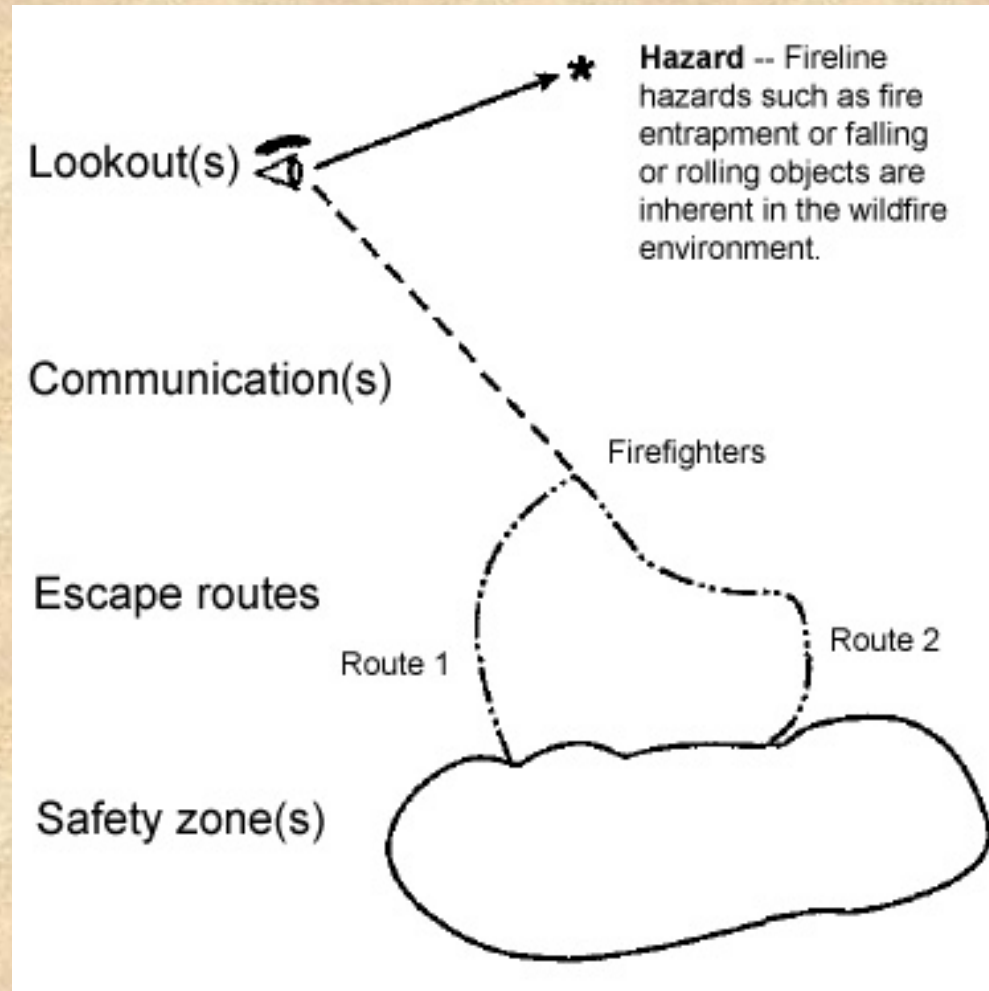 Hazard -- Fireline
hazards such as fire
entrapment or falling
or rolling objects are
inherent in the wildfire
environment.
Lookout(s)
*
Communication(s)
Firefighters
Escape routes
Route 1
Route 2
Safety zone(s)